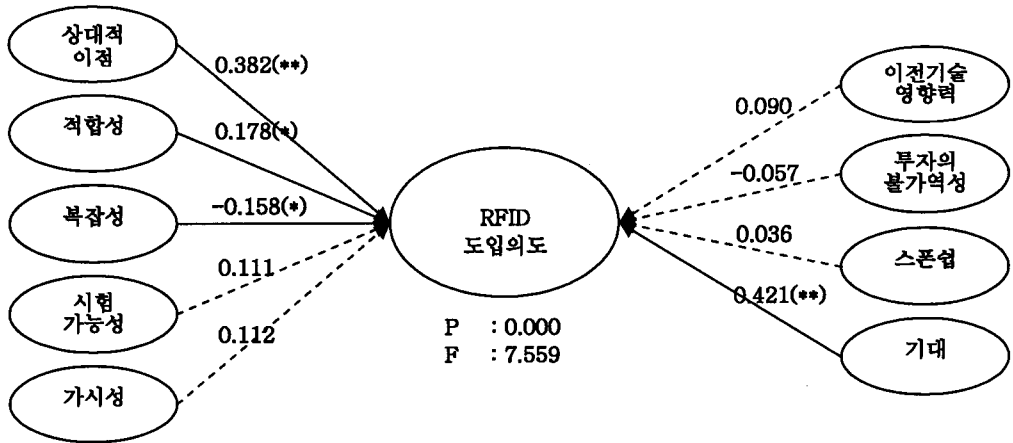 상대적
이점
0.382(**)
적합성
0.178(*)
복잡성
-0.158(*)
시험
가능성
0.111
가시성
0.112
RFID
도입의도
P : 0.000
F : 7.559
이전기술
영향력
0.090
투자의
불가역성
-0.057
스폰쉽
0.036
기대
0.421(**)